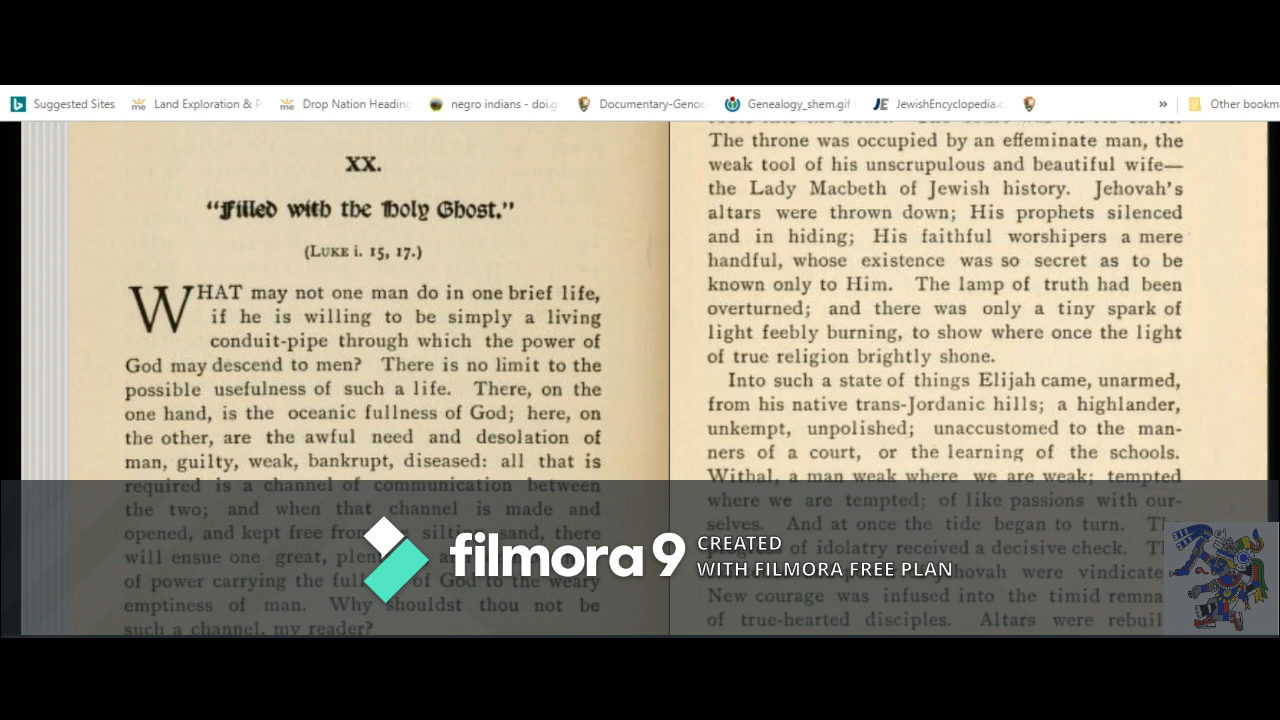 Suggested Sites
Land Exploration & P
Drop Nation Heading
negro indians - doi.g
Documentary-Genoc
Genealogy_shem.gif
JewishEncyclopedia.c
»
Other bookm
XX.
“Filled with the Holy Ghost.”
(LUKE i. 15, 17.)
WHAT may not one man do in one brief life,
if he is willing to be simply a living
conduit-pipe through which the power of
God may descend to men? There is no limit to the
possible usefulness of such a life. There, on the
one hand, is the oceanic fullness of God; here, on
the other, are the awful need and desolation of
man, guilty, weak, bankrupt, diseased: all that is
required is a channel of communication between
the two; and when that channel is made and
opened, and kept free from silting sand, there
will ensue one great, plen
of power carrying the full of God to the weary
emptiness of man. Why shouldst thou not be
such a channel, my reader?
The throne was occupied by an effeminate man, the
weak tool of his unscrupulous and beautiful wife—
the Lady Macbeth of Jewish history. Jehovah’s
altars were thrown down; His prophets silenced
and in hiding; His faithful worshipers a mere
handful, whose existence was so secret as to be
known only to Him. The lamp of truth had been
overturned; and there was only a tiny spark of
light feebly burning, to show where once the light
of true religion brightly shone.
Into such a state of things Elijah came, unarmed,
from his native trans-Jordanic hills; a highlander,
unkempt, unpolished; unaccustomed to the man-
ners of a court, or the learning of the schools.
Withal, a man weak where we are weak; tempted
where we are tempted; of like passions with our-
selves. And at once the tide began to turn.
of idolatry received a decisive check.
hovah were vindicate
New courage was infused into the timid remna
of true-hearted disciples. Altars were rebuil
filmora9
CREATED
WITH FILMORA FREE PLAN